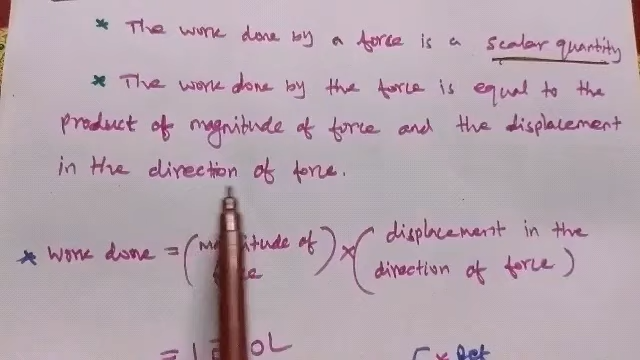 * The work done by a force is a scalar quantity
* The work done by the force is equal to the
product of magnitude of force and the displacement
in the direction of force.
* work done = ( of ) × ( displacement in the
direction of force )